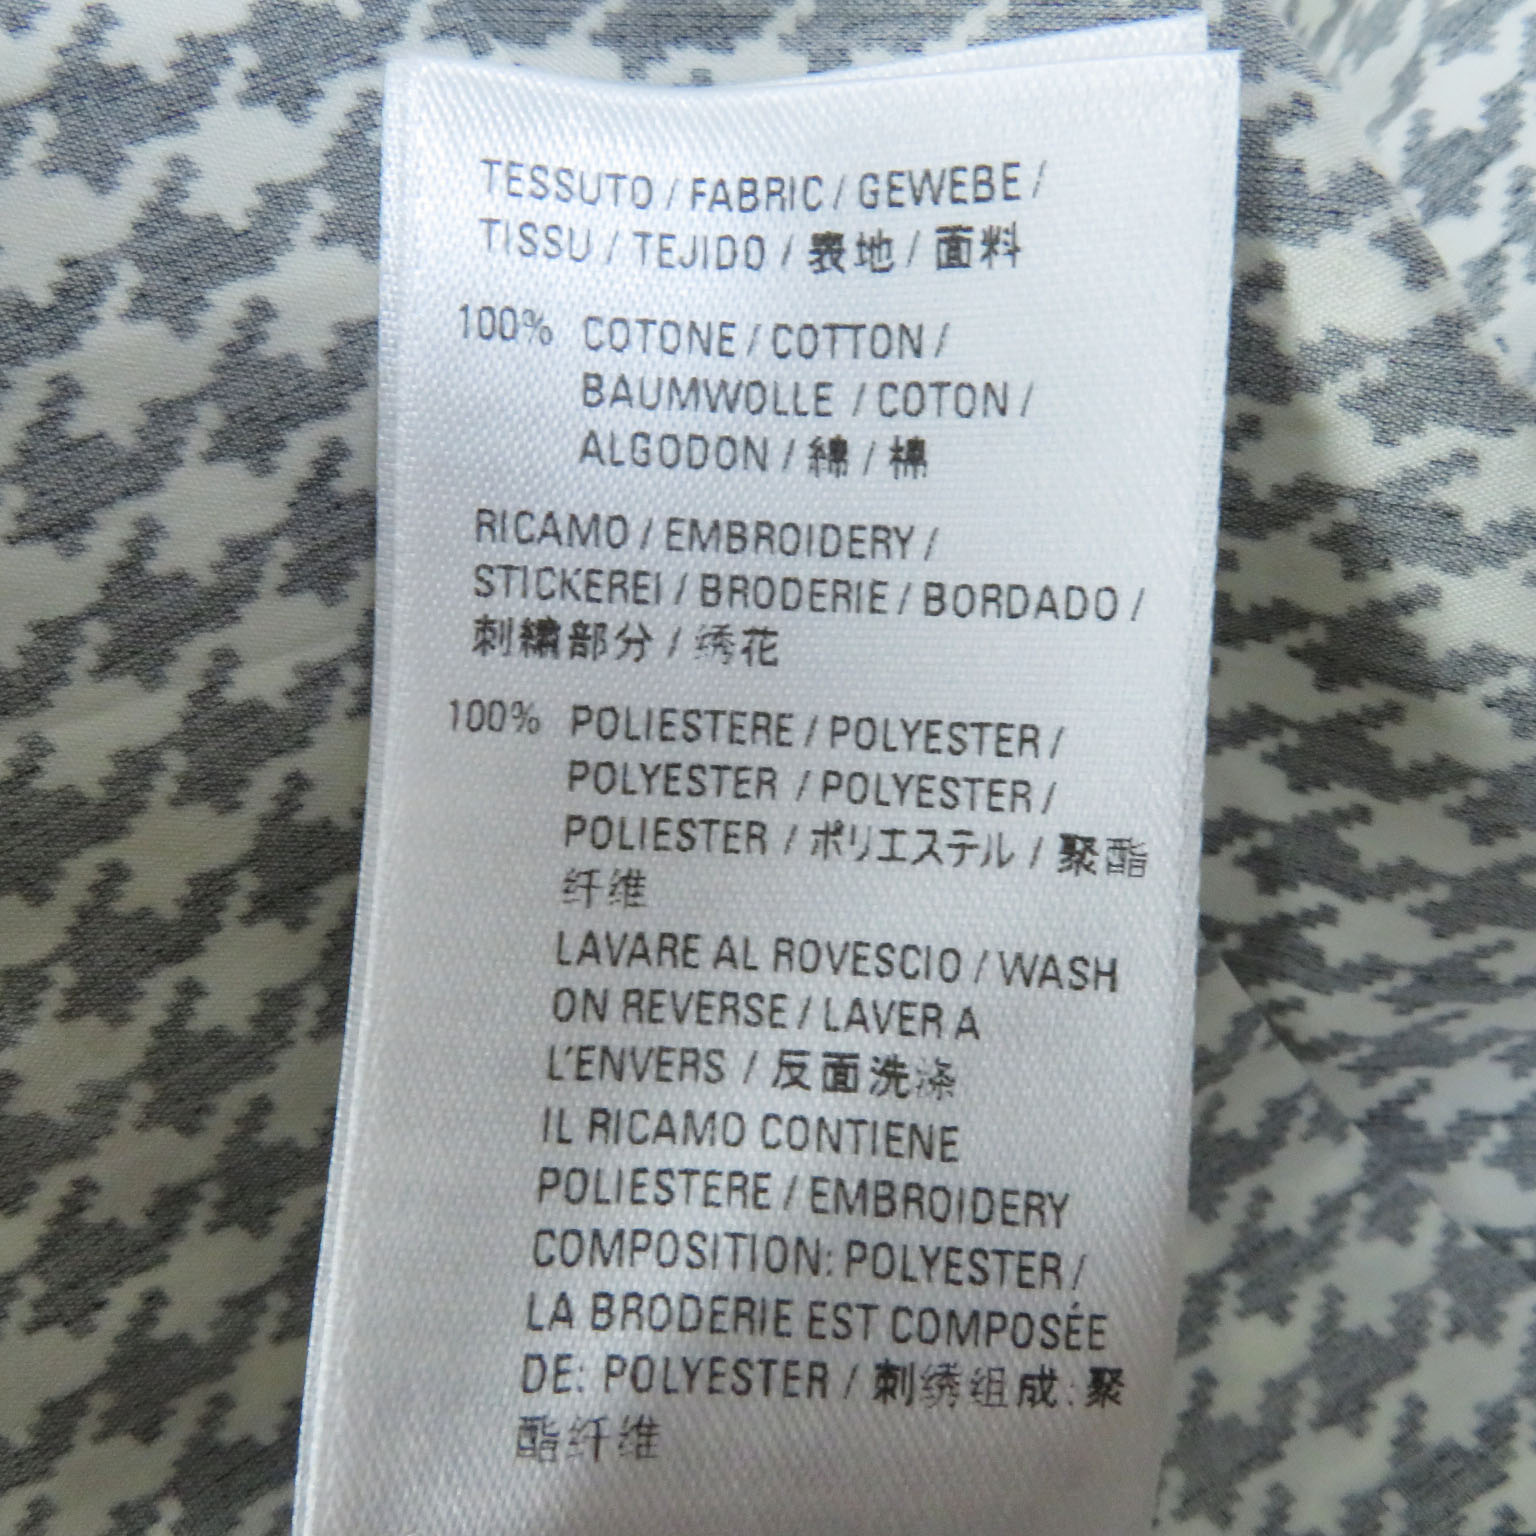 TESSUTO / FABRIC / GEWEBE /
TISSU / TEJIDO / 表地 / 面料
100% COTONE / COTTON /
BAUMWOLLE / COTON /
ALGODON / 綿 / 棉
RICAMO / EMBROIDERY /
STICKEREI / BRODERIE / BORDADO /
刺繍部分 / 绣花
100% POLIESTERE / POLYESTER /
POLYESTER / POLYESTER /
POLIESTER / ポリエステル / 聚酯
纤维
LAVARE AL ROVESCIO / WASH
ON REVERSE / LAVER A
L'ENVERS / 反面洗涤
IL RICAMO CONTIENE
POLIESTERE / EMBROIDERY
COMPOSITION: POLYESTER /
LA BRODERIE EST COMPOSÉE
DE: POLYESTER / 刺绣组成: 聚
酯纤维